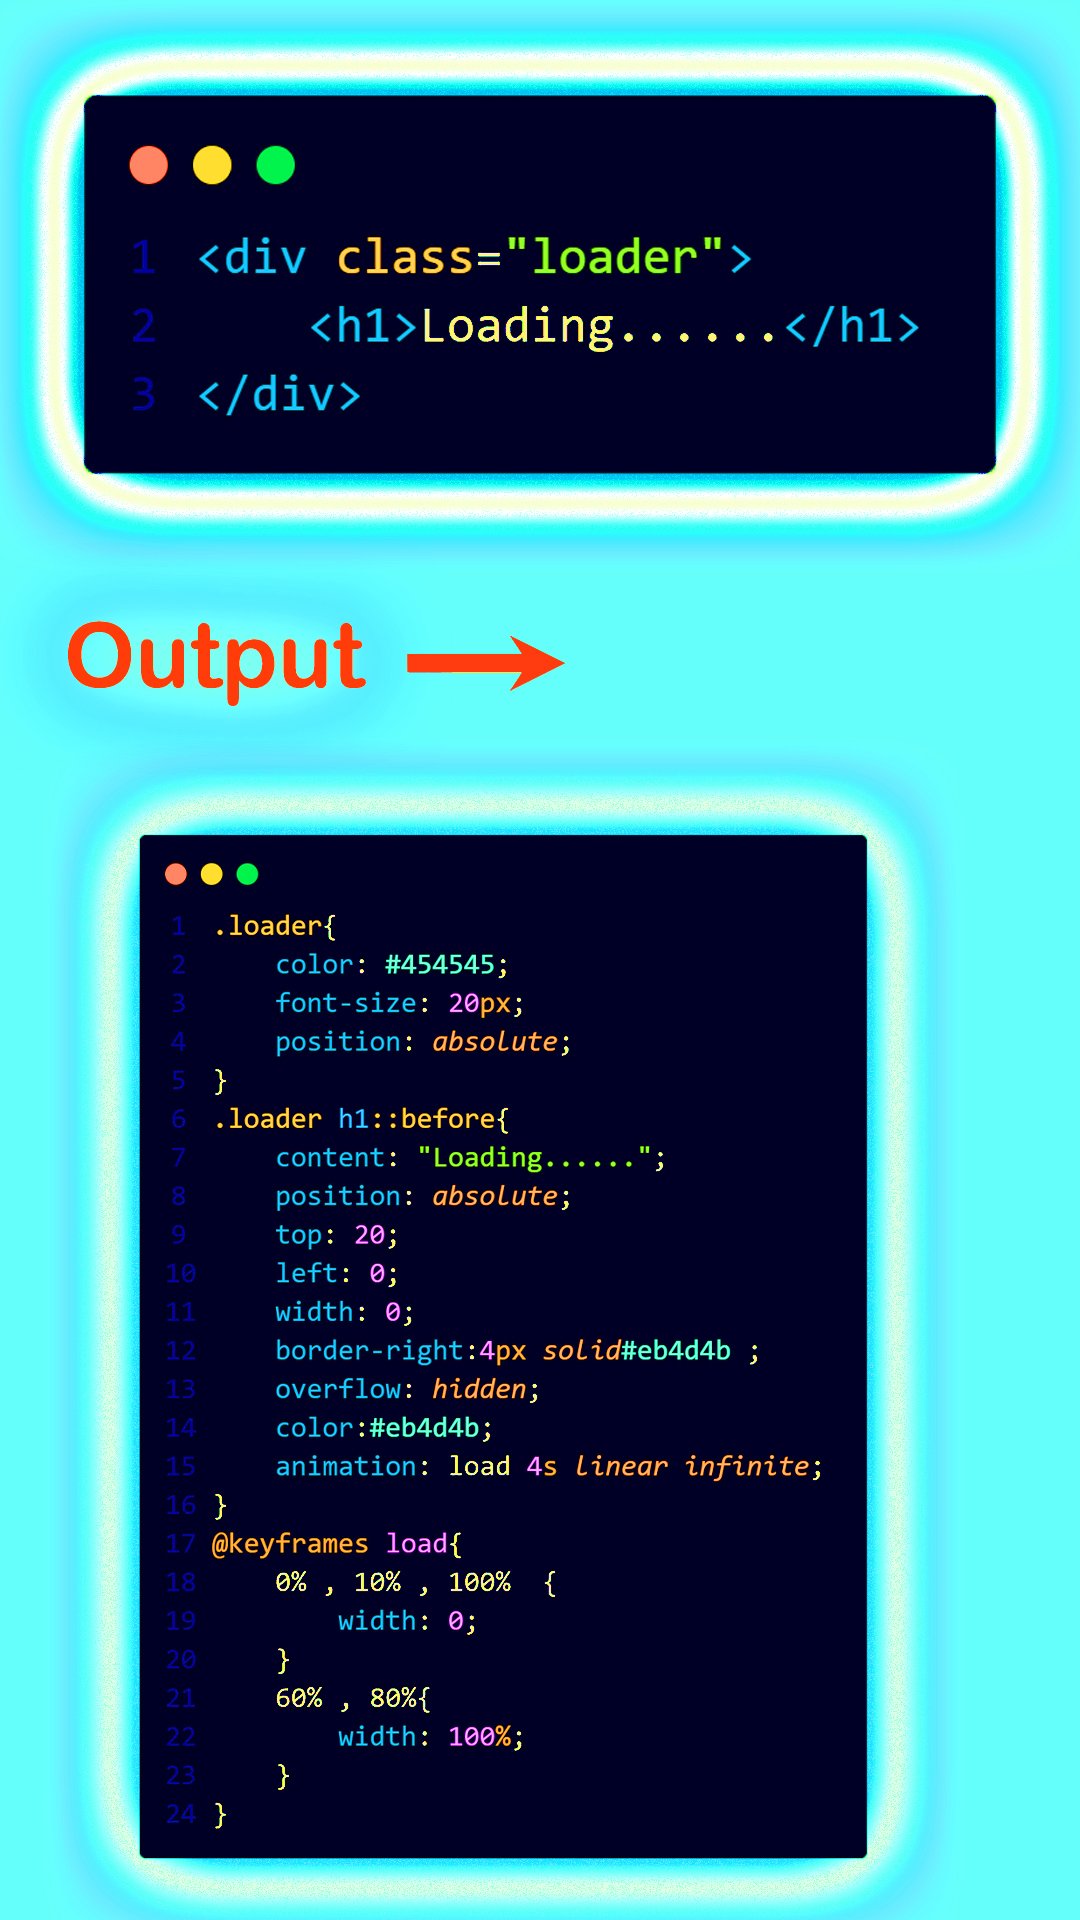 1 <div class="loader">
2     <h1>Loading......</h1>
3 </div>
Output
1 .loader{
2     color: #454545;
3     font-size: 20px;
4     position: absolute;
5 }
6 .loader h1::before{
7     content: "Loading......";
8     position: absolute;
9     top: 20;
10     left: 0;
11     width: 0;
12     border-right:4px solid#eb4d4b ;
13     overflow: hidden;
14     color:#eb4d4b;
15     animation: load 4s linear infinite;
16 }
17 @keyframes load{
18     0% , 10% , 100%  {
19         width: 0;
20     }
21     60% , 80%{
22         width: 100%;
23     }
24 }